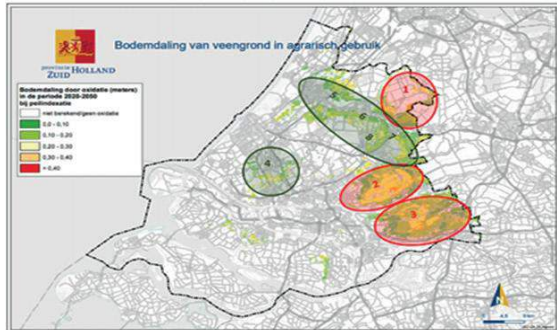 Bodemdaling van veengrond in agrarisch gebruik
PROVINCIE
ZUID HOLLAND
Bodemdaling door oxidatie (meters)
in de periode 2020-2050
bij peilindexatie
niet berekend/geen oxidatie
0,0 - 0,10
0,10 - 0,20
0,20 - 0,30
0,30 - 0,40
> 0,40
1
5
6
4
2
3
N